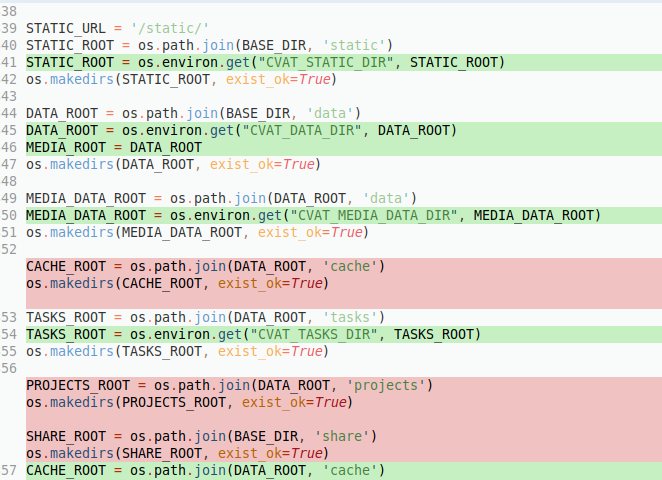 38
39 STATIC_URL = '/static/'
40 STATIC_ROOT = os.path.join(BASE_DIR, 'static')
41 STATIC_ROOT = os.environ.get("CVAT_STATIC_DIR", STATIC_ROOT)
42 os.makedirs(STATIC_ROOT, exist_ok=True)
43
44 DATA_ROOT = os.path.join(BASE_DIR, 'data')
45 DATA_ROOT = os.environ.get("CVAT_DATA_DIR", DATA_ROOT)
46 MEDIA_ROOT = DATA_ROOT
47 os.makedirs(DATA_ROOT, exist_ok=True)
48
49 MEDIA_DATA_ROOT = os.path.join(DATA_ROOT, 'data')
50 MEDIA_DATA_ROOT = os.environ.get("CVAT_MEDIA_DATA_DIR", MEDIA_DATA_ROOT)
51 os.makedirs(MEDIA_DATA_ROOT, exist_ok=True)
52
CACHE_ROOT = os.path.join(DATA_ROOT, 'cache')
os.makedirs(CACHE_ROOT, exist_ok=True)
53 TASKS_ROOT = os.path.join(DATA_ROOT, 'tasks')
54 TASKS_ROOT = os.environ.get("CVAT_TASKS_DIR", TASKS_ROOT)
55 os.makedirs(TASKS_ROOT, exist_ok=True)
56
PROJECTS_ROOT = os.path.join(DATA_ROOT, 'projects')
os.makedirs(PROJECTS_ROOT, exist_ok=True)
SHARE_ROOT = os.path.join(BASE_DIR, 'share')
os.makedirs(SHARE_ROOT, exist_ok=True)
57 CACHE_ROOT = os.path.join(DATA_ROOT, 'cache')